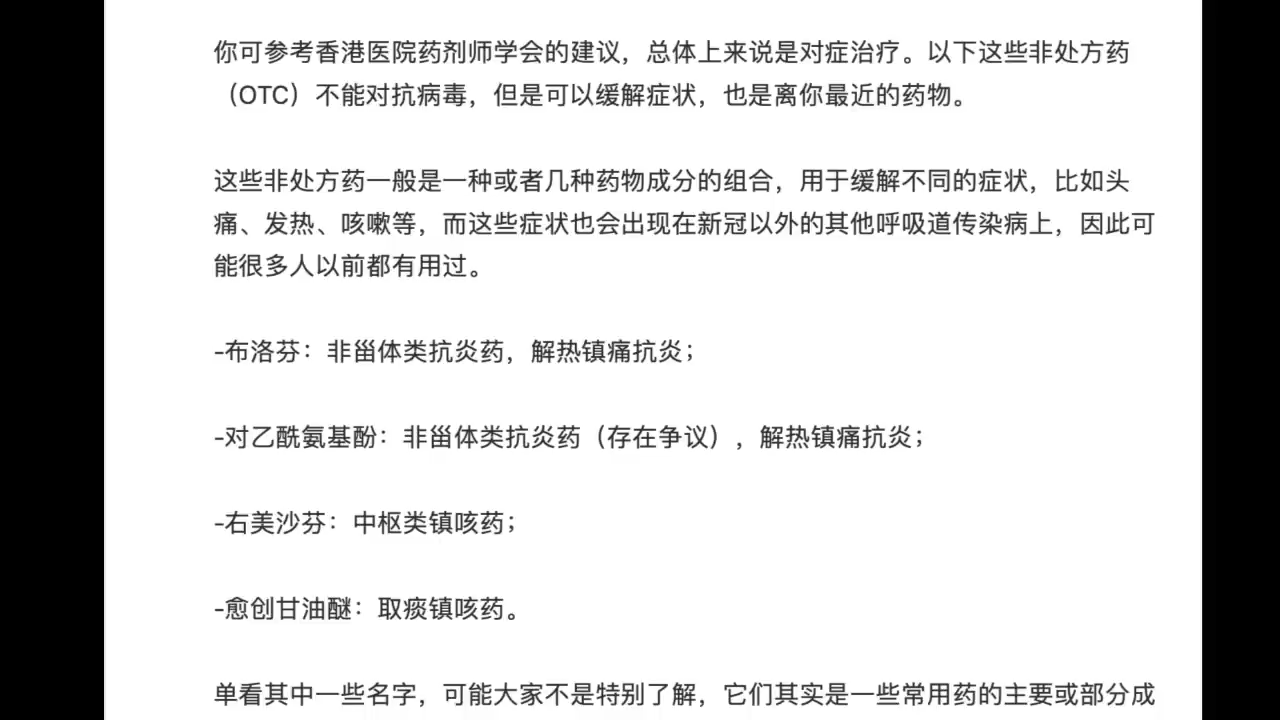 你可参考香港医院药剂师学会的建议，总体上来说是对症治疗。以下这些非处方药
（OTC）不能对抗病毒，但是可以缓解症状，也是离你最近的药物。
这些非处方药一般是一种或者几种药物成分的组合，用于缓解不同的症状，比如头
痛、发热、咳嗽等，而这些症状也会出现在新冠以外的其他呼吸道传染病上，因此可
能很多人以前都有用过。
-布洛芬：非甾体类抗炎药，解热镇痛抗炎；
-对乙酰氨基酚：非甾体类抗炎药（存在争议），解热镇痛抗炎；
-右美沙芬：中枢类镇咳药；
-愈创甘油醚：取痰镇咳药。
单看其中一些名字，可能大家不是特别了解，它们其实是一些常用药的主要或部分成